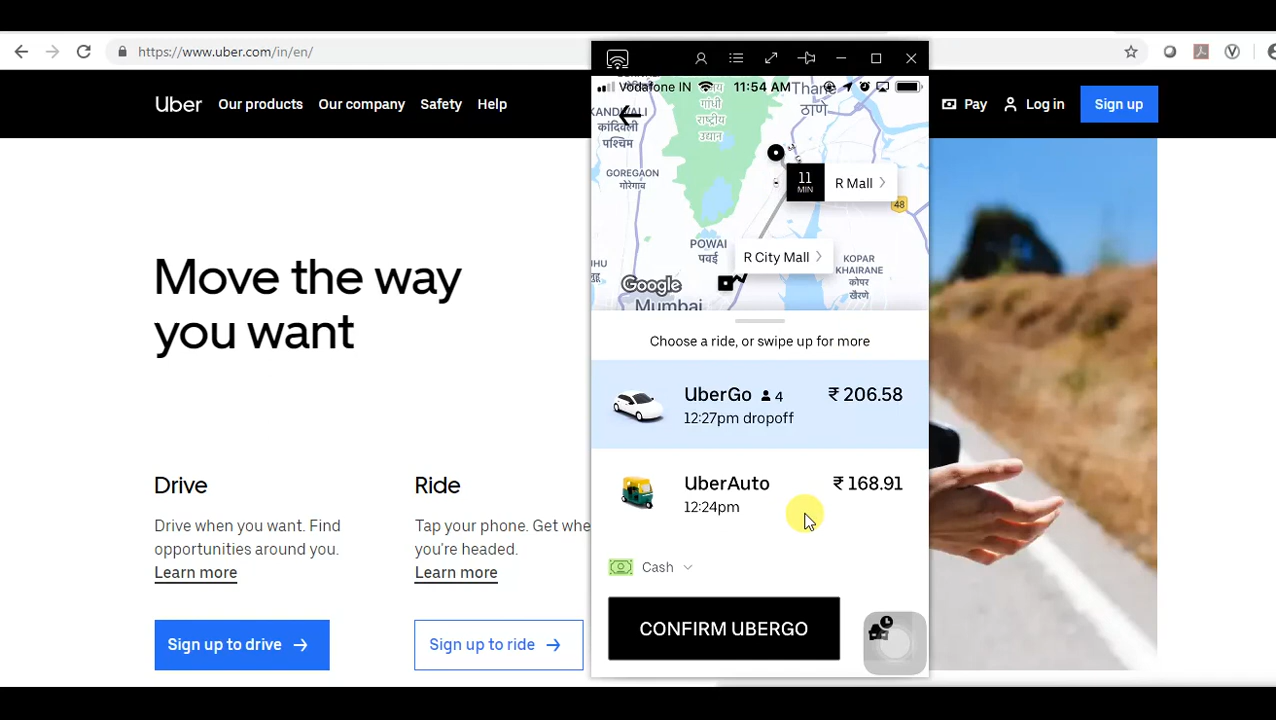 https://www.uber.com/in/en/
Uber Our products Our company Safety Help
Pay Log in Sign up
Move the way
you want
Drive
Drive when you want. Find
opportunities around you.
Learn more
Sign up to drive
Ride
Tap your phone. Get whe
you're headed.
Learn more
Sign up to ride
Vodafone IN 11:54 AM
Thane
ठाणे
गांधी
राष्ट्रीय
उद्यान
KANDIVALI
कांदिवली
पश्चिम
GOREGAON
गोरेगाव
11
MIN
R Mall
48
POWAI
पवई
R City Mall
KOPAR
KHAIRANE
कोपर
खैरणे
Google
Mumbai
Choose a ride, or swipe up for more
UberGo 4 ₹ 206.58
12:27pm dropoff
UberAuto ₹ 168.91
12:24pm
Cash
CONFIRM UBERGO